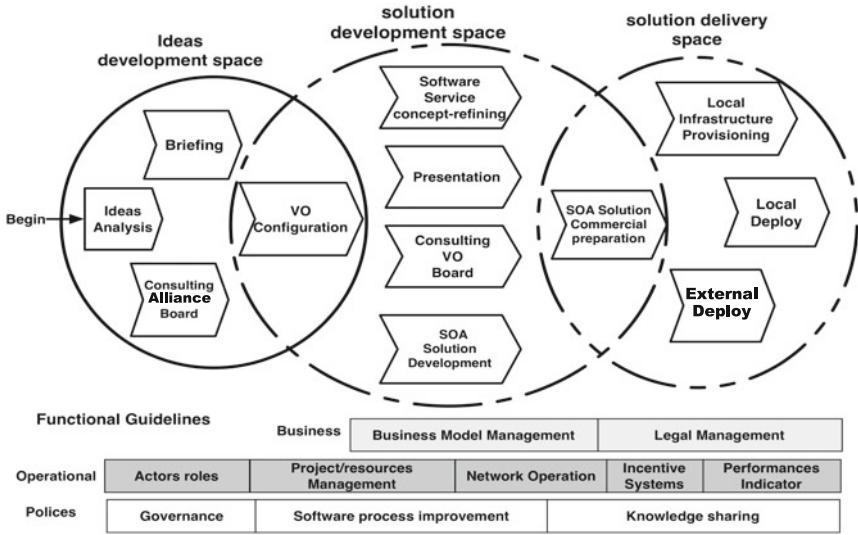 Ideas
development space
solution
development space
solution delivery
space
Briefing
Begin
Ideas
Analysis
Consulting
Alliance
Board
VO
Configuration
Software
Service
concept-refining
Presentation
Consulting
VO
Board
SOA
Solution
Development
SOA Solution
Commercial
preparation
Local
Infrastructure
Provisioning
Local
Deploy
External
Deploy
Functional Guidelines
Business
Business Model Management
Legal Management
Operational
Actors roles
Project/resources
Management
Network Operation
Incentive
Systems
Performances
Indicator
Polices
Governance
Software process improvement
Knowledge sharing